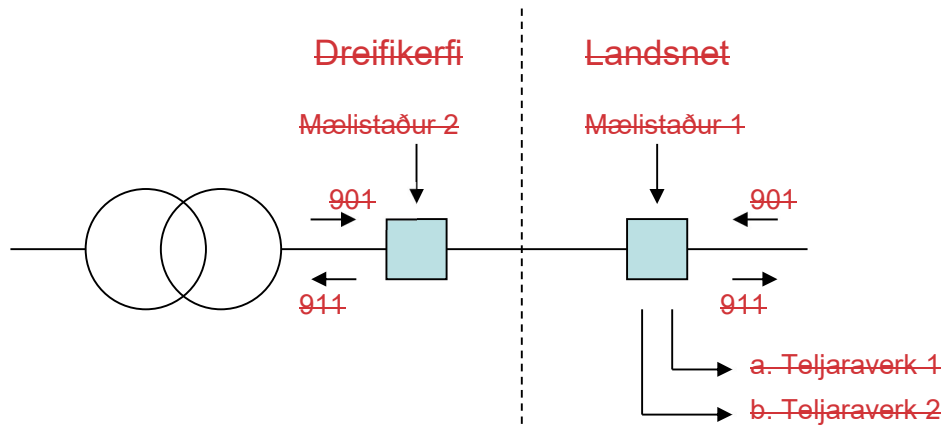 Dreifikerfi
Landsnet
Mælistaður 2
Mælistaður 1
901
901
911
911
a. Teljaraverk 1
b. Teljaraverk 2